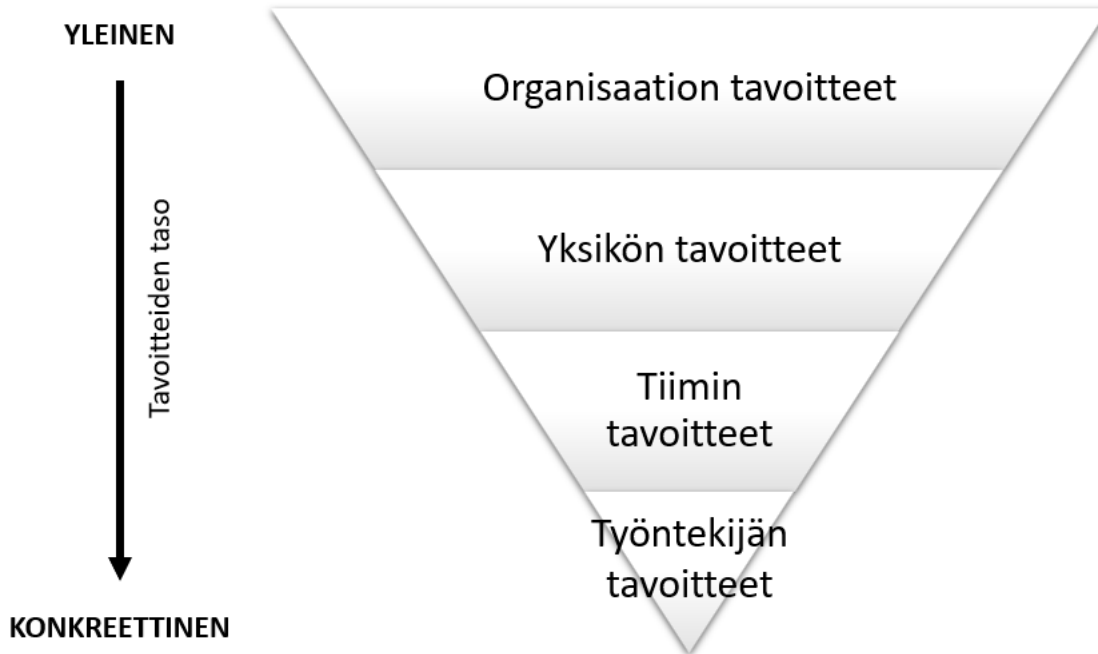 YLEINEN
Tavoitteiden taso
KONKREETTINEN
Organisaation tavoitteet
Yksikön tavoitteet
Tiimin
tavoitteet
Työntekijän
tavoitteet